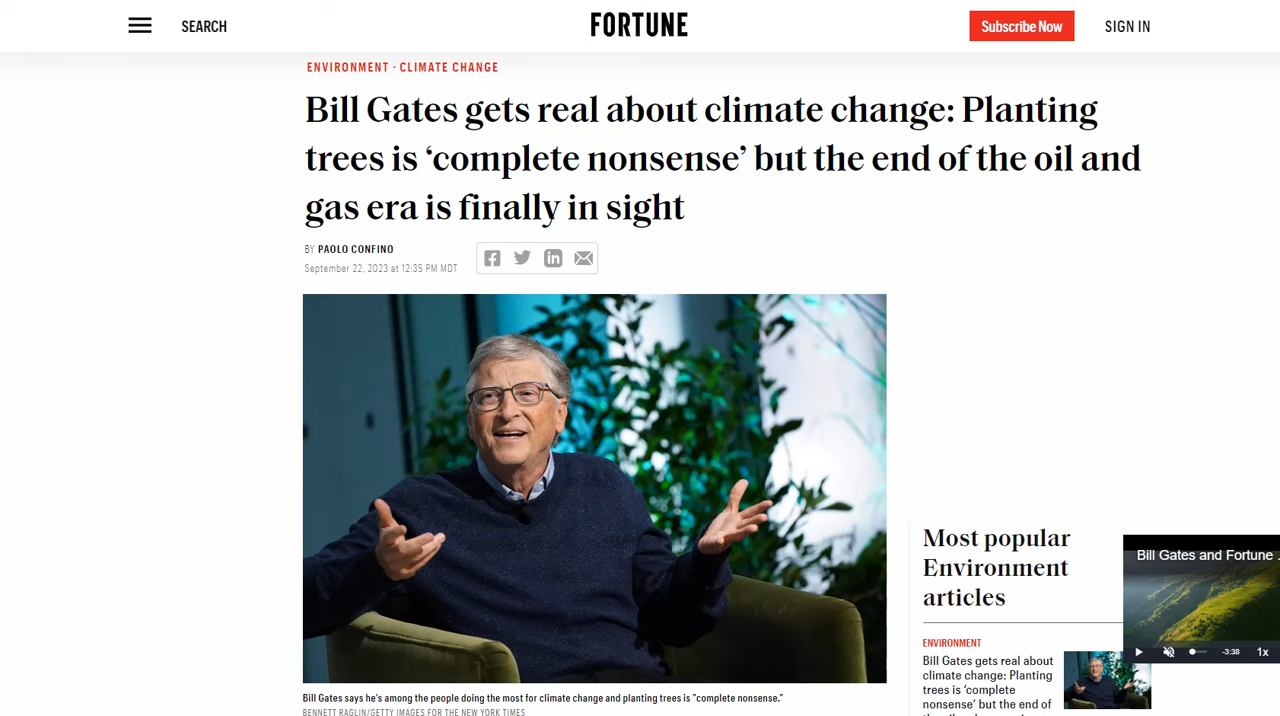 SEARCH
FORTUNE
Subscribe Now
SIGN IN
ENVIRONMENT · CLIMATE CHANGE
Bill Gates gets real about climate change: Planting
trees is ‘complete nonsense’ but the end of the oil and
gas era is finally in sight
BY PAOLO CONFINO
September 22, 2023 at 12:35 PM MDT
Bill Gates says he's among the people doing the most for climate change and planting trees is "complete nonsense."
BENNETT RAGLIN/GETTY IMAGES FOR THE NEW YORK TIMES
Most popular
Environment
articles
ENVIRONMENT
Bill Gates gets real about
climate change: Planting
trees is ‘complete
nonsense’ but the end of
Bill Gates and Fortune .
-3:38
1x